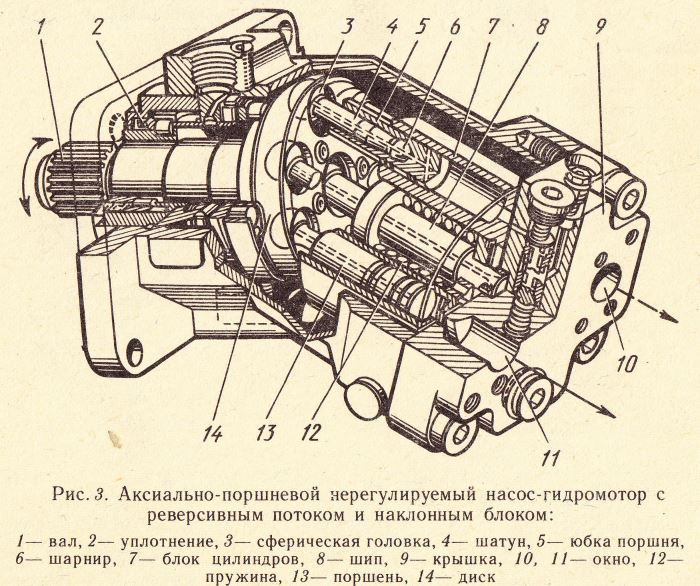 1 2 3 4 5 6 7 8 9
10
14 13 12 11
Рис. 3. Аксиально-поршневой нерегулируемый насос-гидромотор с
реверсивным потоком и наклонным блоком:
1— вал, 2— уплотнение, 3— сферическая головка, 4— шатун, 5— юбка поршня,
6— шарнир, 7— блок цилиндров, 8— шип, 9— крышка, 10, 11— окно, 12—
пружина, 13— поршень, 14— диск